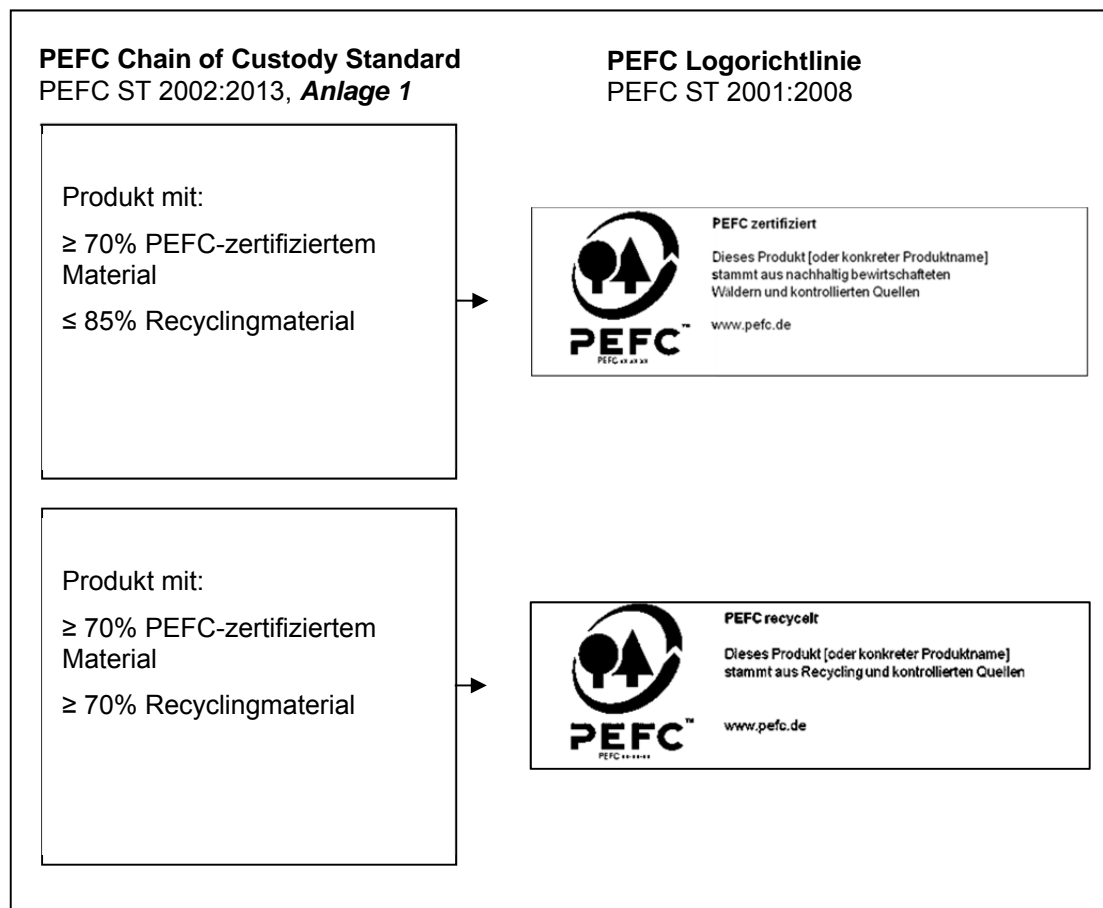 PEFC Chain of Custody Standard
PEFC ST 2002:2013, Anlage 1
PEFC Logorichtlinie
PEFC ST 2001:2008
Produkt mit:
≥ 70% PEFC-zertifiziertem
Material
≤ 85% Recyclingmaterial
PEFC™
PEFC
PEFC zertifiziert
Dieses Produkt [oder konkreter Produktname]
stammt aus nachhaltig bewirtschafteten
Wäldern und kontrollierten Quellen
www.pefc.de
Produkt mit:
≥ 70% PEFC-zertifiziertem
Material
≥ 70% Recyclingmaterial
PEFC™
PEFC
PEFC recycelt
Dieses Produkt [oder konkreter Produktname]
stammt aus Recycling und kontrollierten Quellen
www.pefc.de